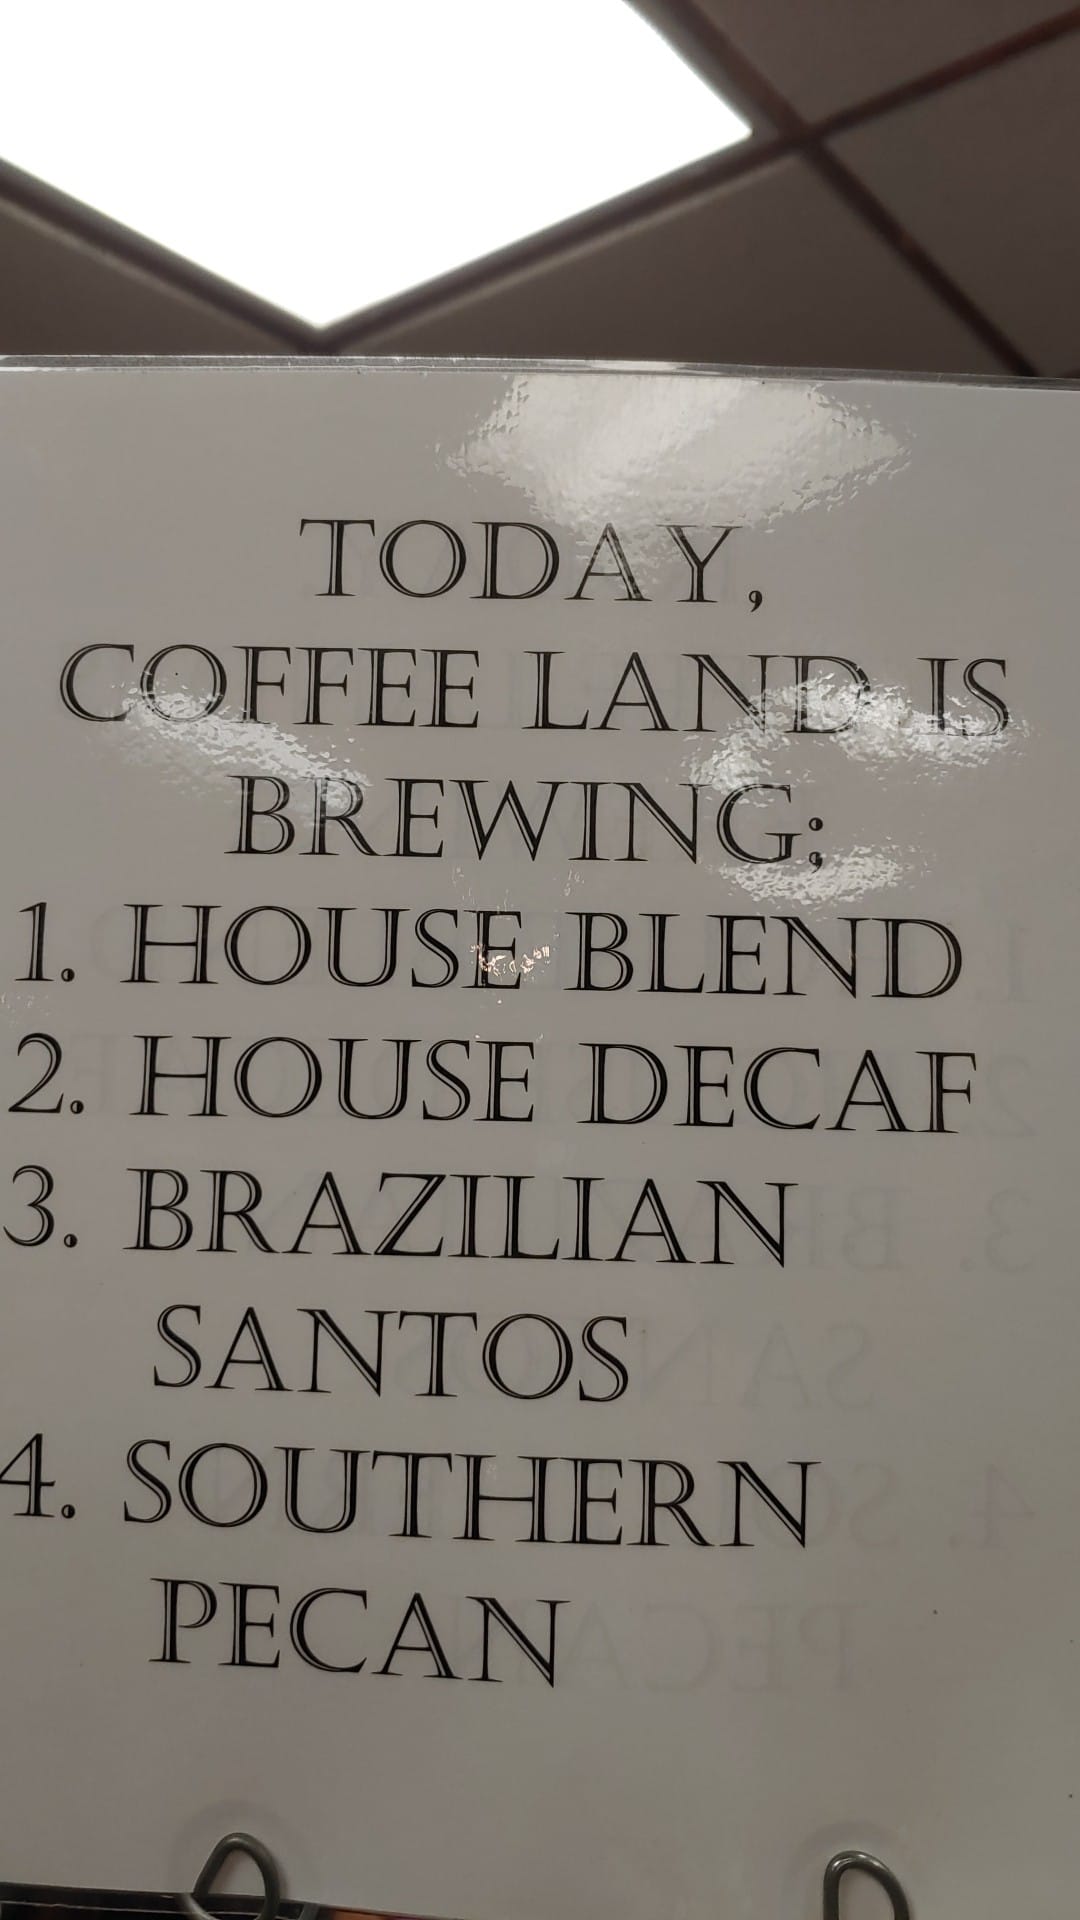 TODAY,
COFFEE LAND IS
BREWING;
1. HOUSE BLEND
2. HOUSE DECAF
3. BRAZILIAN
SANTOS
4. SOUTHERN
PECAN